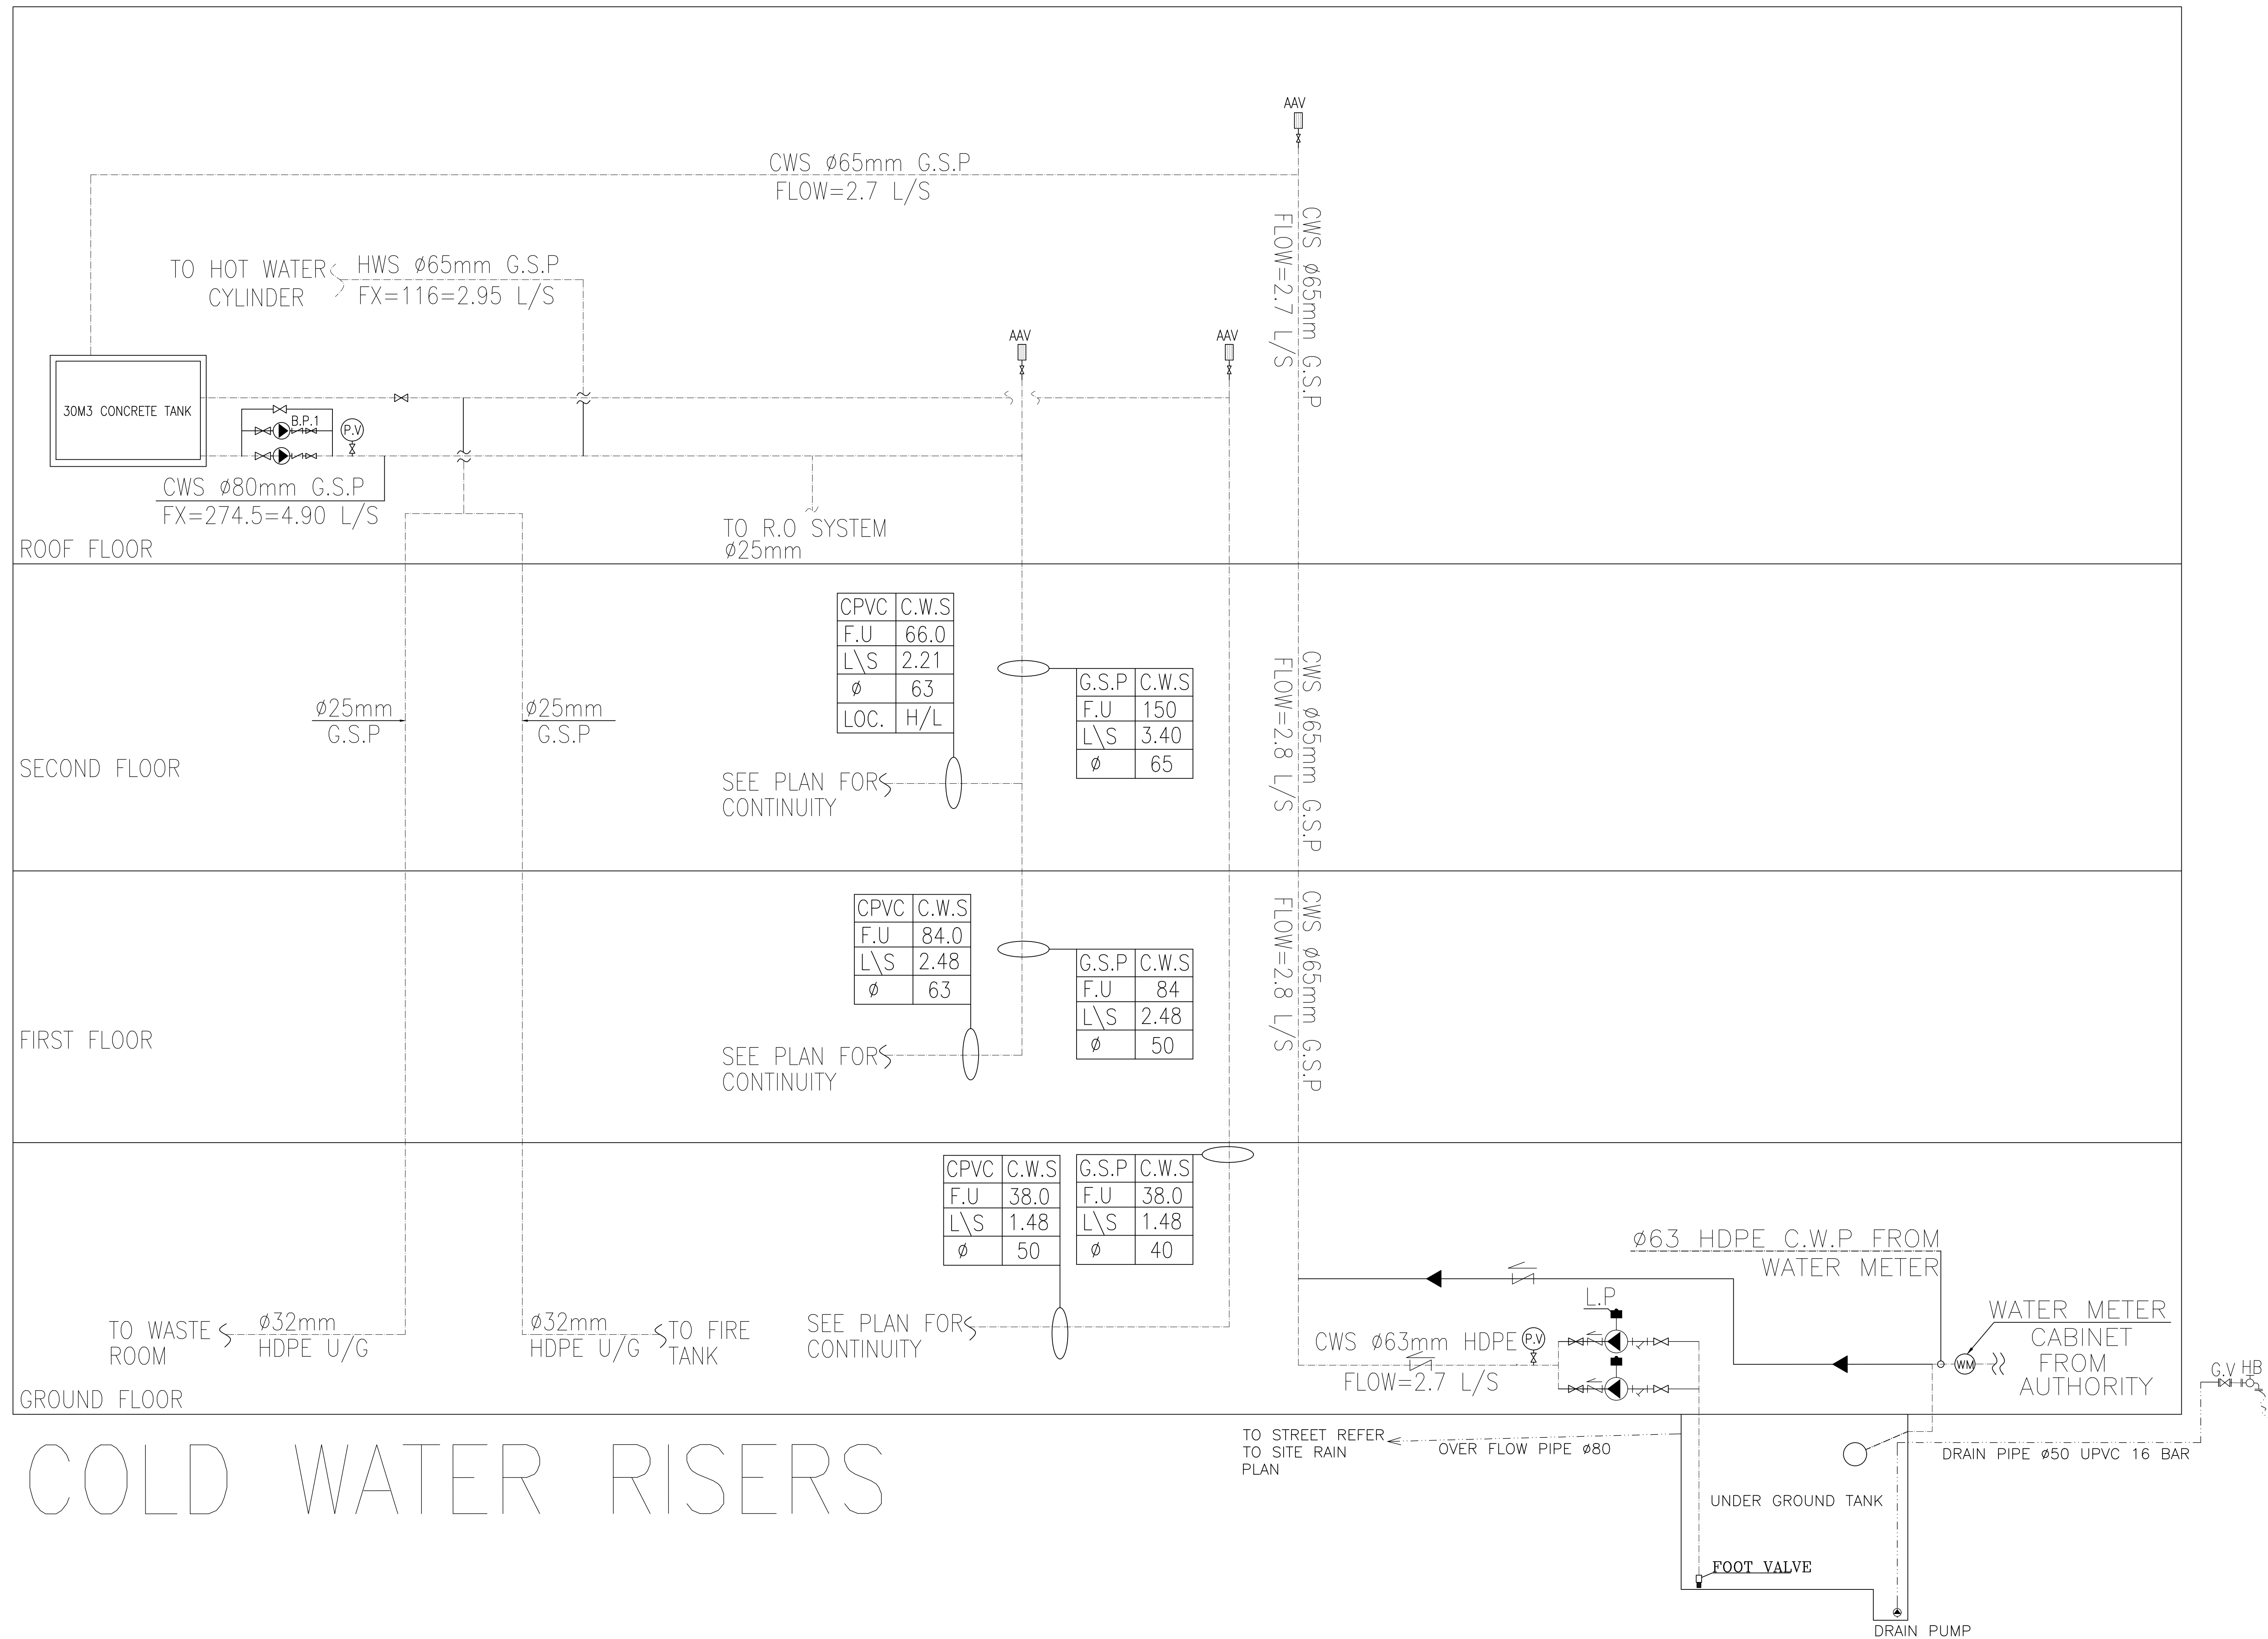 AAV
CWS ø65mm G.S.P
FLOW=2.7 L/S
CWS ø65mm G.S.P
FLOW=2.7 L/S
TO HOT WATER
CYLINDER
HWS ø65mm G.S.P
FX=116=2.95 L/S
AAV
AAV
30M3 CONCRETE TANK
B.P.1
P.V
CWS ø80mm G.S.P
FX=274.5=4.90 L/S
TO R.O SYSTEM
ø25mm
ROOF FLOOR
CPVC C.W.S
F.U 66.0
L\S 2.21
ø 63
LOC. H/L
G.S.P C.W.S
F.U 150
L\S 3.40
ø 65
CWS ø65mm G.S.P
FLOW=2.8 L/S
ø25mm
G.S.P
ø25mm
G.S.P
SEE PLAN FOR
CONTINUITY
SECOND FLOOR
CPVC C.W.S
F.U 84.0
L\S 2.48
ø 63
G.S.P C.W.S
F.U 84
L\S 2.48
ø 50
CWS ø65mm G.S.P
FLOW=2.8 L/S
SEE PLAN FOR
CONTINUITY
FIRST FLOOR
CPVC C.W.S
F.U 38.0
L\S 1.48
ø 50
G.S.P C.W.S
F.U 38.0
L\S 1.48
ø 40
ø63 HDPE C.W.P FROM
WATER METER
L.P
WATER METER
CABINET
FROM
AUTHORITY
WM
TO WASTE
ROOM
ø32mm
HDPE U/G
ø32mm
HDPE U/G
TO FIRE
TANK
SEE PLAN FOR
CONTINUITY
CWS ø63mm HDPE
P.V
FLOW=2.7 L/S
G.V HB
GROUND FLOOR
COLD WATER RISERS
TO STREET REFER
TO SITE RAIN
PLAN
OVER FLOW PIPE ø80
DRAIN PIPE ø50 UPVC 16 BAR
UNDER GROUND TANK
FOOT VALVE
DRAIN PUMP